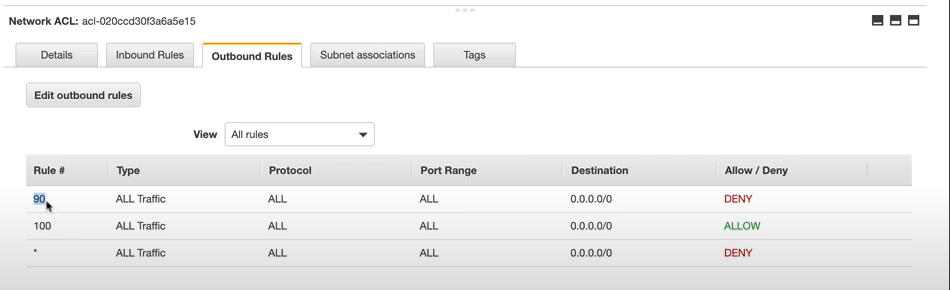 Network ACL: acl-020ccd30f3a6a5e15
Details Inbound Rules Outbound Rules Subnet associations Tags
Edit outbound rules
View All rules
Rule # Type Protocol Port Range Destination Allow / Deny
90 ALL Traffic ALL ALL 0.0.0.0/0 DENY
100 ALL Traffic ALL ALL 0.0.0.0/0 ALLOW
* ALL Traffic ALL ALL 0.0.0.0/0 DENY